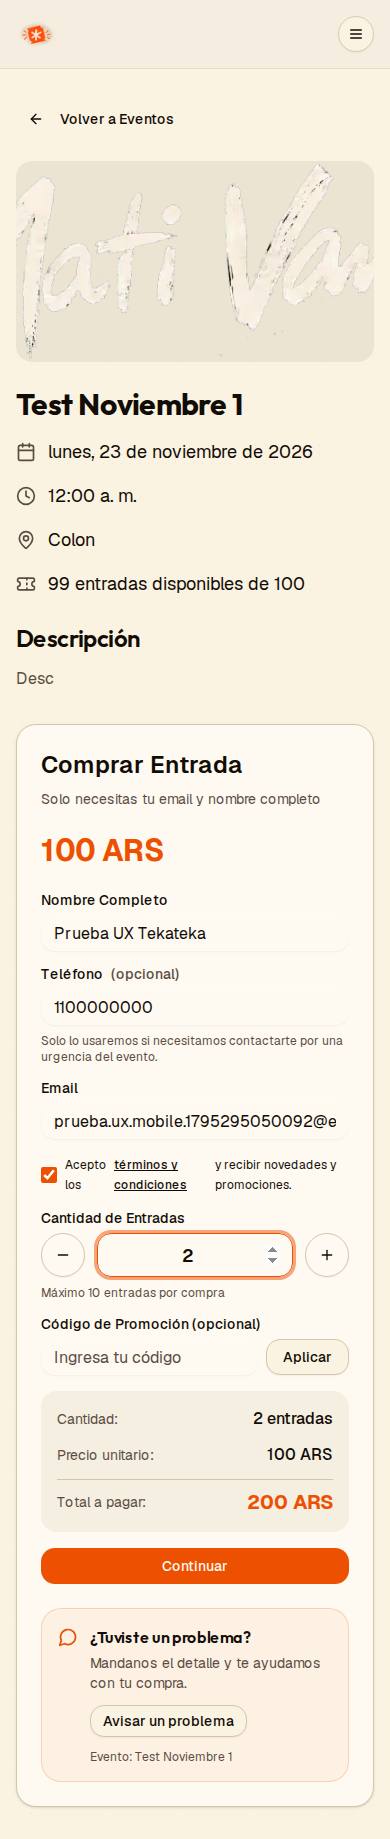 Volver a Eventos
Mati Van
Test Noviembre 1
lunes, 23 de noviembre de 2026
12:00 a. m.
Colon
99 entradas disponibles de 100
Descripción
Desc
Comprar Entrada
Solo necesitas tu email y nombre completo
100 ARS
Nombre Completo
Prueba UX Tekateka
Teléfono (opcional)
1100000000
Solo lo usaremos si necesitamos contactarte por una
urgencia del evento.
Email
prueba.ux.mobile.1795295050092@e
Acepto los términos y condiciones y recibir novedades y promociones.
Cantidad de Entradas
2
Máximo 10 entradas por compra
Código de Promoción (opcional)
Ingresa tu código Aplicar
Cantidad: 2 entradas
Precio unitario: 100 ARS
Total a pagar: 200 ARS
Continuar
¿Tuviste un problema?
Mandanos el detalle y te ayudamos
con tu compra.
Avisar un problema
Evento: Test Noviembre 1